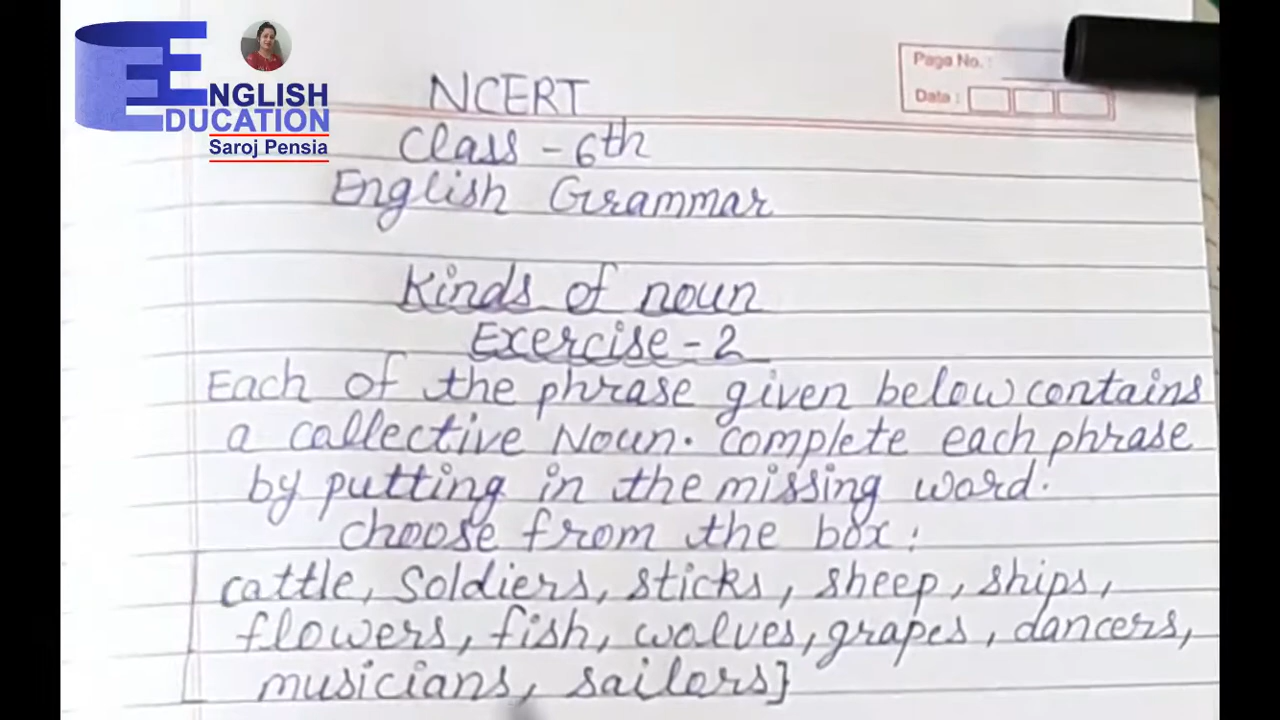 ENGLISH
EDUCATION
Saroj Pensia
Page No. :
Data :
NCERT
Class - 6th
English Grammar
Kinds of noun
Exercise - 2
Each of the phrase given below contains
a collective Noun. complete each phrase
by putting in the missing word.
choose from the box :
[cattle, Soldiers, sticks, sheep, ships,
flowers, fish, wolves, grapes, dancers,
musicians, sailors]